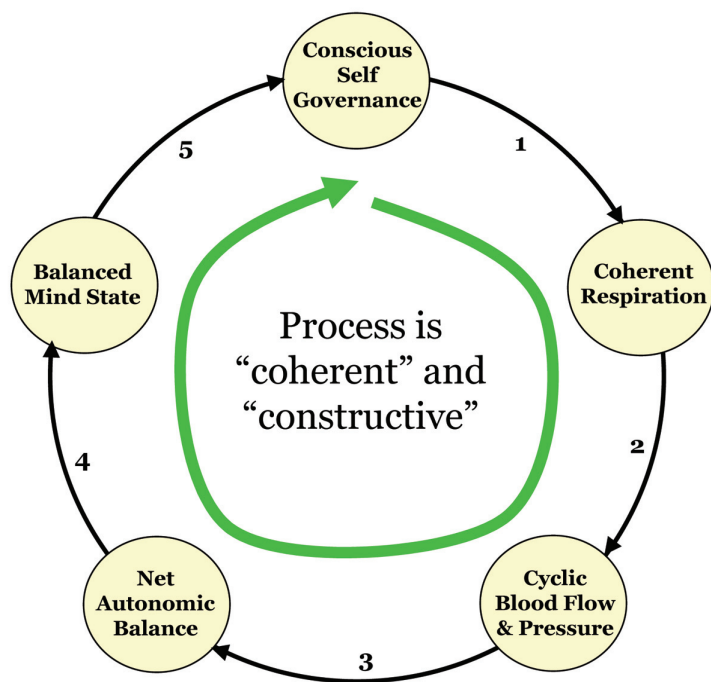 Conscious
Self
Governance
1
Coherent
Respiration
2
Cyclic
Blood Flow
& Pressure
3
Net
Autonomic
Balance
4
Balanced
Mind State
5
Process is
“coherent” and
“constructive”